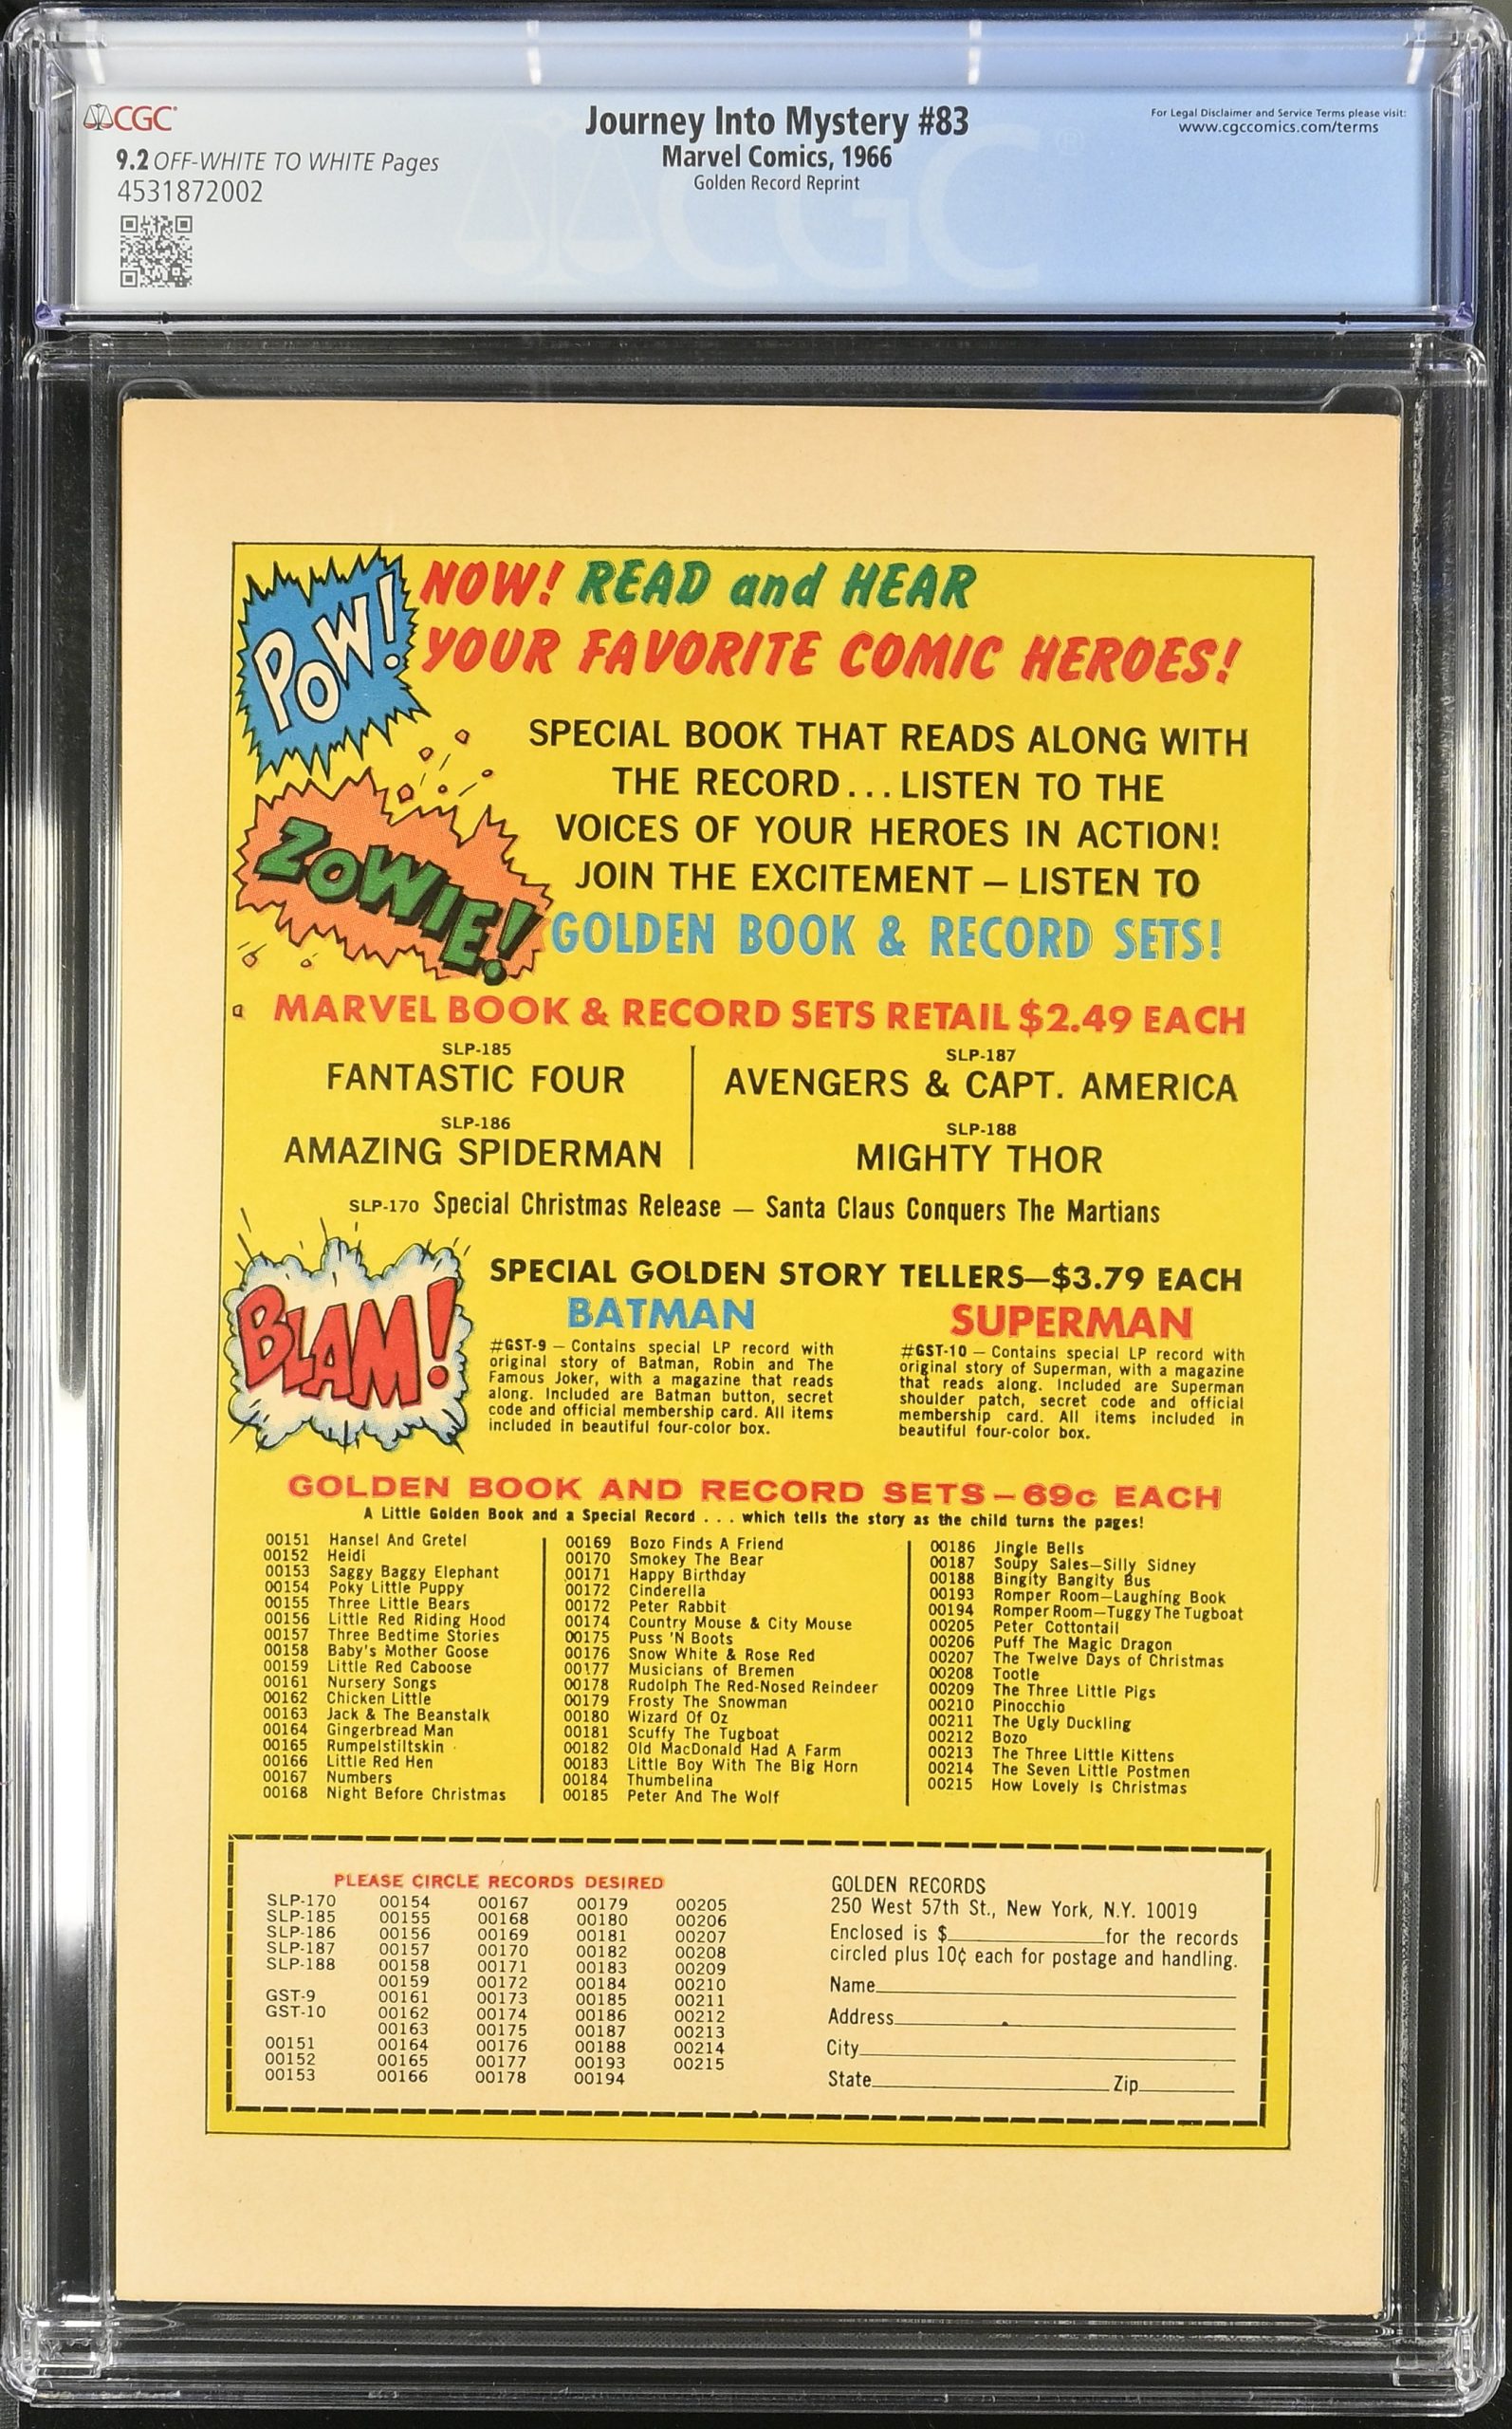 CGC
Journey Into Mystery #83
For Legal Disclaimer and Service Terms please visit:
www.cgccomics.com/terms
9.2 OFF-WHITE TO WHITE Pages
Marvel Comics, 1966
4531872002
Golden Record Reprint
CGC
POW!
NOW! READ and HEAR
YOUR FAVORITE COMIC HEROES!
SPECIAL BOOK THAT READS ALONG WITH
THE RECORD...LISTEN TO THE
VOICES OF YOUR HEROES IN ACTION!
JOIN THE EXCITEMENT – LISTEN TO
ZOWIE!
GOLDEN BOOK & RECORD SETS!
MARVEL BOOK & RECORD SETS RETAIL $2.49 EACH
SLP-185
FANTASTIC FOUR
SLP-186
AMAZING SPIDERMAN
SLP-187
AVENGERS & CAPT. AMERICA
SLP-188
MIGHTY THOR
SLP-170 Special Christmas Release — Santa Claus Conquers The Martians
BLAM!
SPECIAL GOLDEN STORY TELLERS—$3.79 EACH
BATMAN
#GST-9 — Contains special LP record with
original story of Batman, Robin and The
Famous Joker, with a magazine that reads
along. Included are Batman button, secret
code and official membership card. All items
included in beautiful four-color box.
SUPERMAN
#GST-10 — Contains special LP record with
original story of Superman, with a magazine
that reads along. Included are Superman
shoulder patch, secret code and official
membership card. All items included in
beautiful four-color box.
GOLDEN BOOK AND RECORD SETS – 69c EACH
A Little Golden Book and a Special Record . . . which tells the story as the child turns the pages!
00151 Hansel And Gretel
00152 Heidi
00153 Saggy Baggy Elephant
00154 Poky Little Puppy
00155 Three Little Bears
00156 Little Red Riding Hood
00157 Three Bedtime Stories
00158 Baby's Mother Goose
00159 Little Red Caboose
00161 Nursery Songs
00162 Chicken Little
00163 Jack & The Beanstalk
00164 Gingerbread Man
00165 Rumpelstiltskin
00166 Little Red Hen
00167 Numbers
00168 Night Before Christmas
00169 Bozo Finds A Friend
00170 Smokey The Bear
00171 Happy Birthday
00172 Cinderella
00172 Peter Rabbit
00174 Country Mouse & City Mouse
00175 Puss 'N Boots
00176 Snow White & Rose Red
00177 Musicians of Bremen
00178 Rudolph The Red-Nosed Reindeer
00179 Frosty The Snowman
00180 Wizard Of Oz
00181 Scuffy The Tugboat
00182 Old MacDonald Had A Farm
00183 Little Boy With The Big Horn
00184 Thumbelina
00185 Peter And The Wolf
00186 Jingle Bells
00187 Soupy Sales—Silly Sidney
00188 Bingity Bangity Bus
00193 Romper Room—Laughing Book
00194 Romper Room—Tuggy The Tugboat
00205 Peter Cottontail
00206 Puff The Magic Dragon
00207 The Twelve Days of Christmas
00208 Tootle
00209 The Three Little Pigs
00210 Pinocchio
00211 The Ugly Duckling
00212 Bozo
00213 The Three Little Kittens
00214 The Seven Little Postmen
00215 How Lovely Is Christmas
PLEASE CIRCLE RECORDS DESIRED
SLP-170
SLP-185
SLP-186
SLP-187
SLP-188
GST-9
GST-10
00151
00152
00153
00154
00155
00156
00157
00158
00159
00161
00162
00163
00164
00165
00166
00167
00168
00169
00170
00171
00172
00173
00174
00175
00176
00177
00178
00179
00180
00181
00182
00183
00184
00185
00186
00187
00188
00193
00194
00205
00206
00207
00208
00209
00210
00211
00212
00213
00214
00215
GOLDEN RECORDS
250 West 57th St., New York, N.Y. 10019
Enclosed is $ for the records
circled plus 10¢ each for postage and handling.
Name
Address
City
State Zip